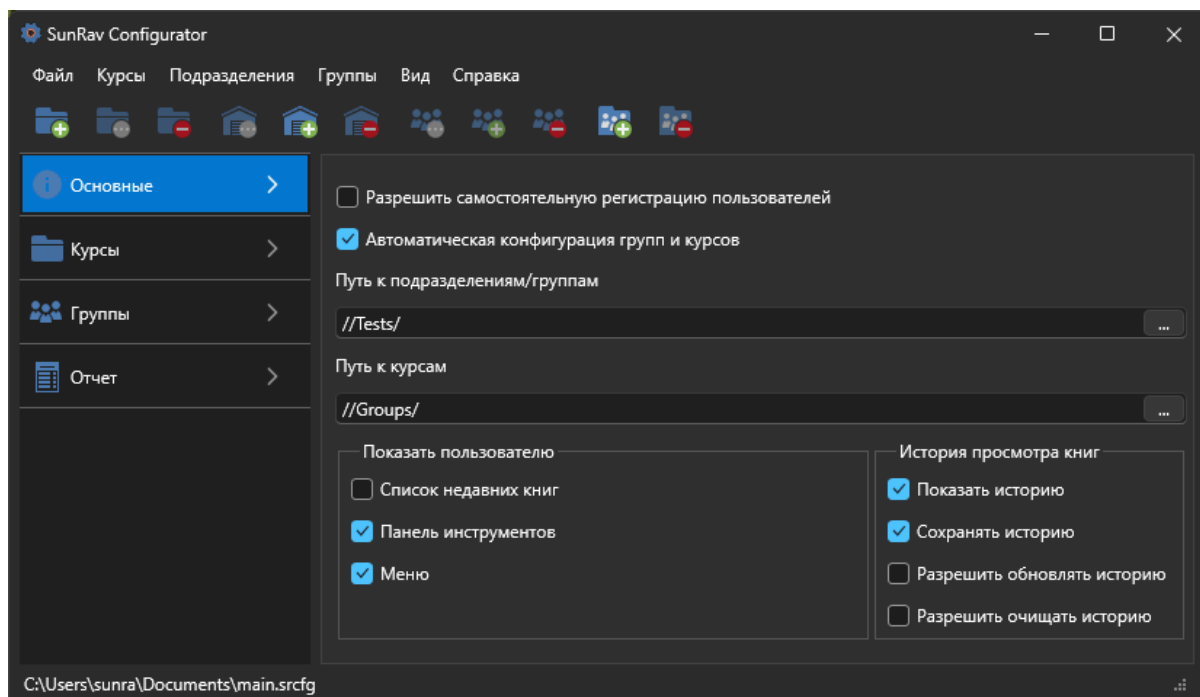 SunRav Configurator
Файл Курсы Подразделения Группы Вид Справка
Основные
Курсы
Группы
Отчет
Разрешить самостоятельную регистрацию пользователей
Автоматическая конфигурация групп и курсов
Путь к подразделениям/группам
//Tests/
...
Путь к курсам
//Groups/
...
Показать пользователю
Список недавних книг
Панель инструментов
Меню
История просмотра книг
Показать историю
Сохранять историю
Разрешить обновлять историю
Разрешить очищать историю
C:\Users\sunra\Documents\main.srcfg